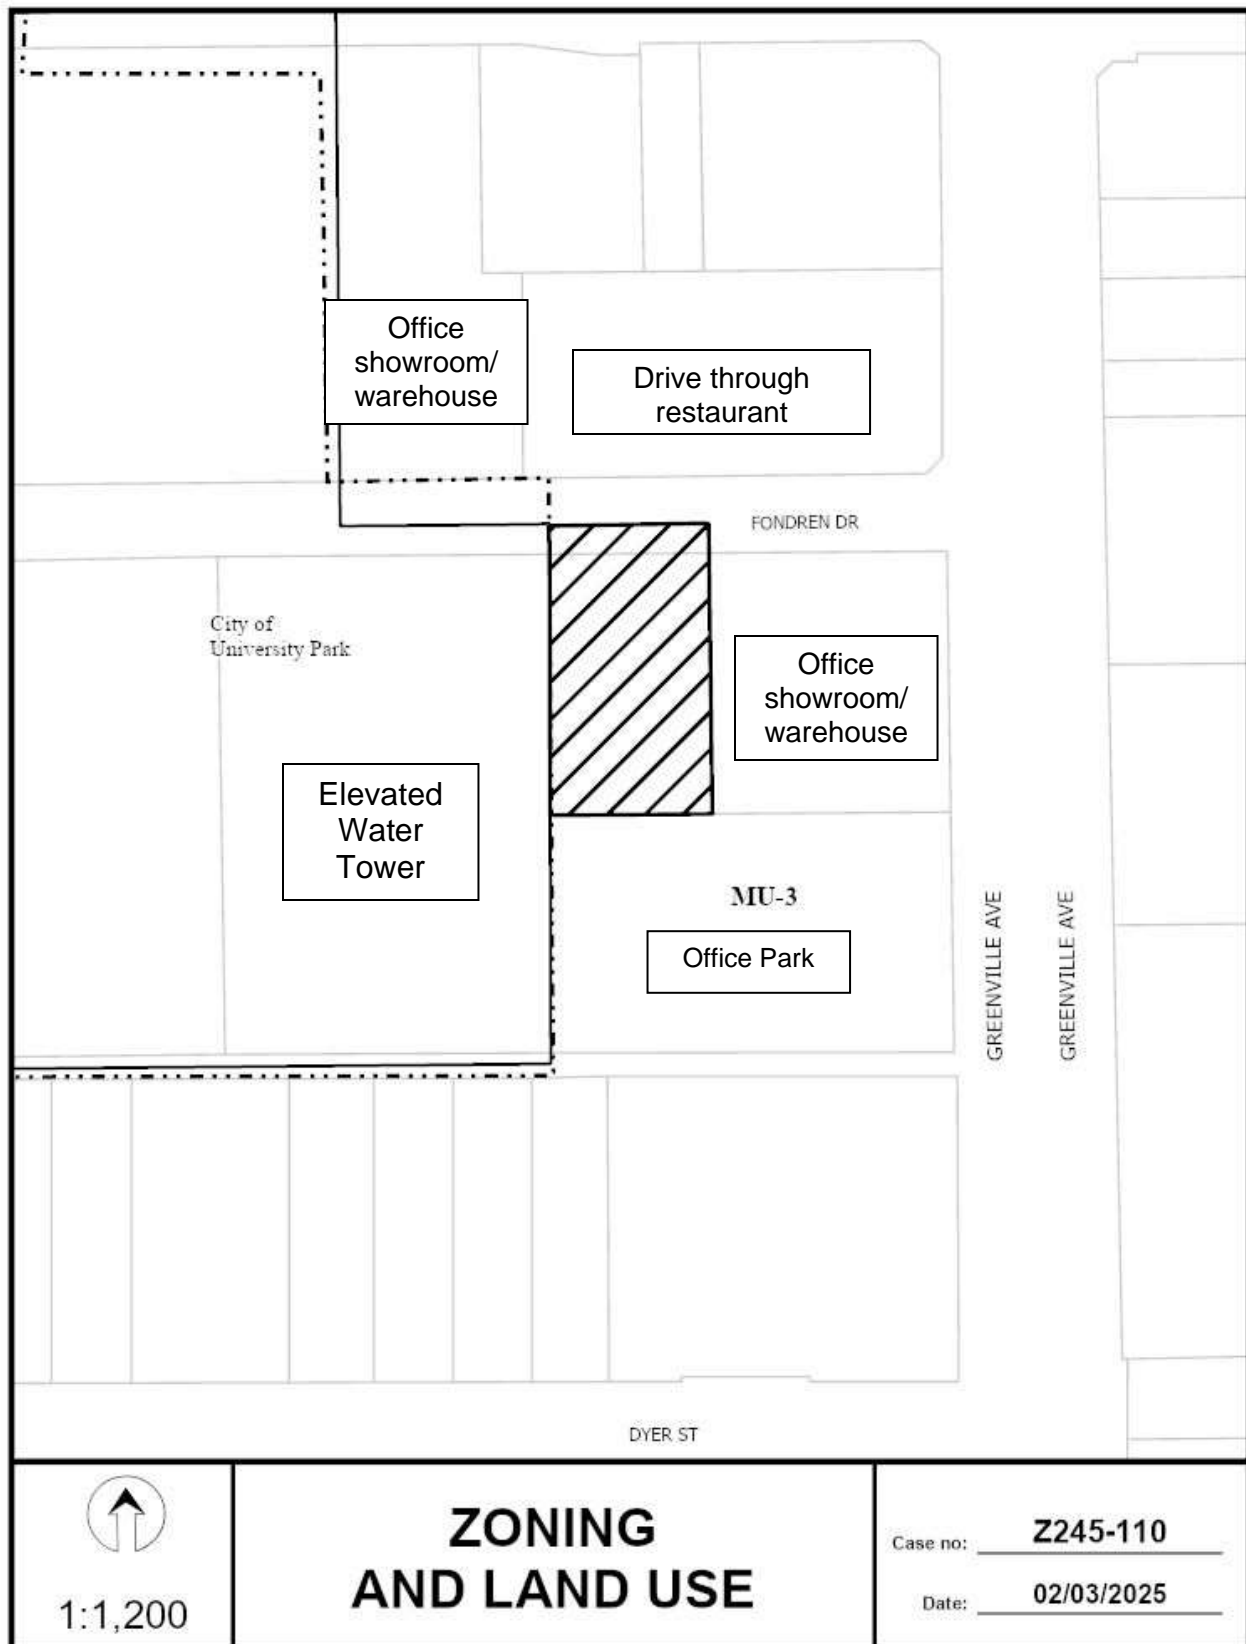 Office
showroom/
warehouse
Drive through
restaurant
FONDREN DR
City of
University Park
Office
showroom/
warehouse
Elevated
Water
Tower
MU-3
Office Park
GREENVILLE AVE
GREENVILLE AVE
DYER ST
1:1,200
ZONING
AND LAND USE
Case no: Z245-110
Date: 02/03/2025